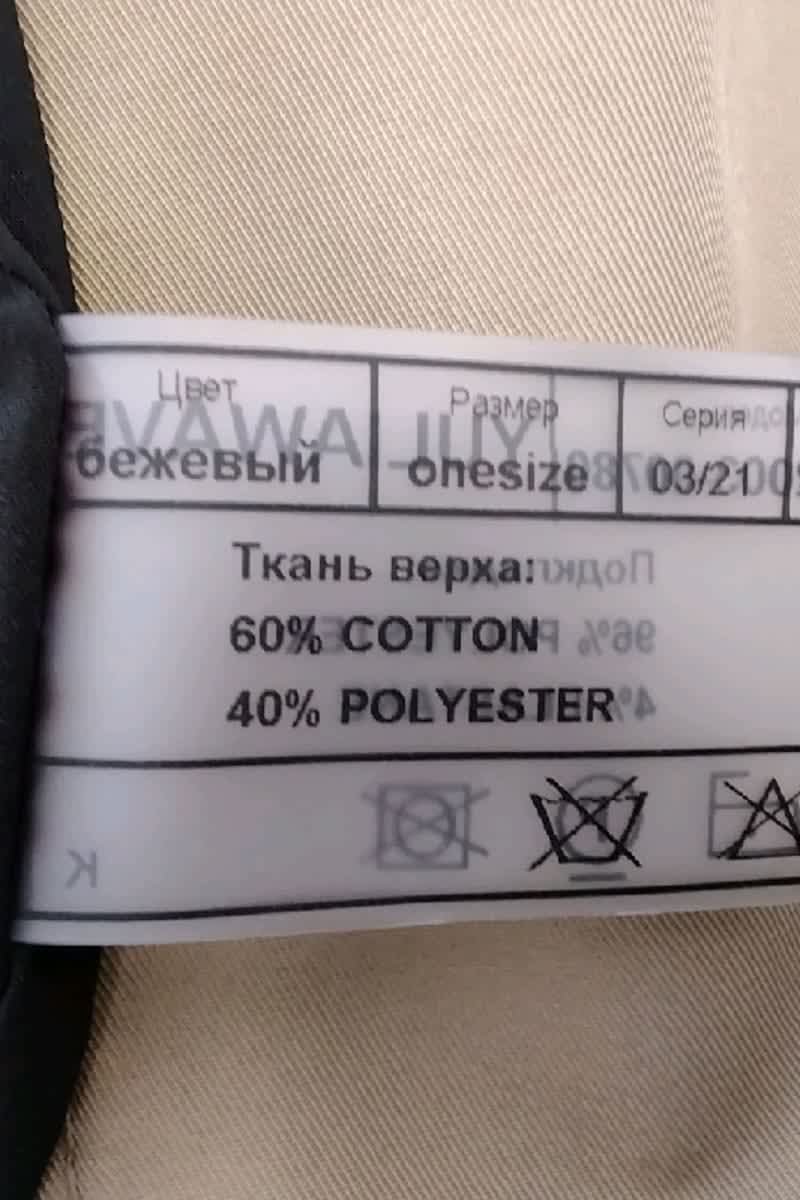 Цвет Размер Серия
бежевый onesize 03/21
Ткань верха:
60% COTTON
40% POLYESTER